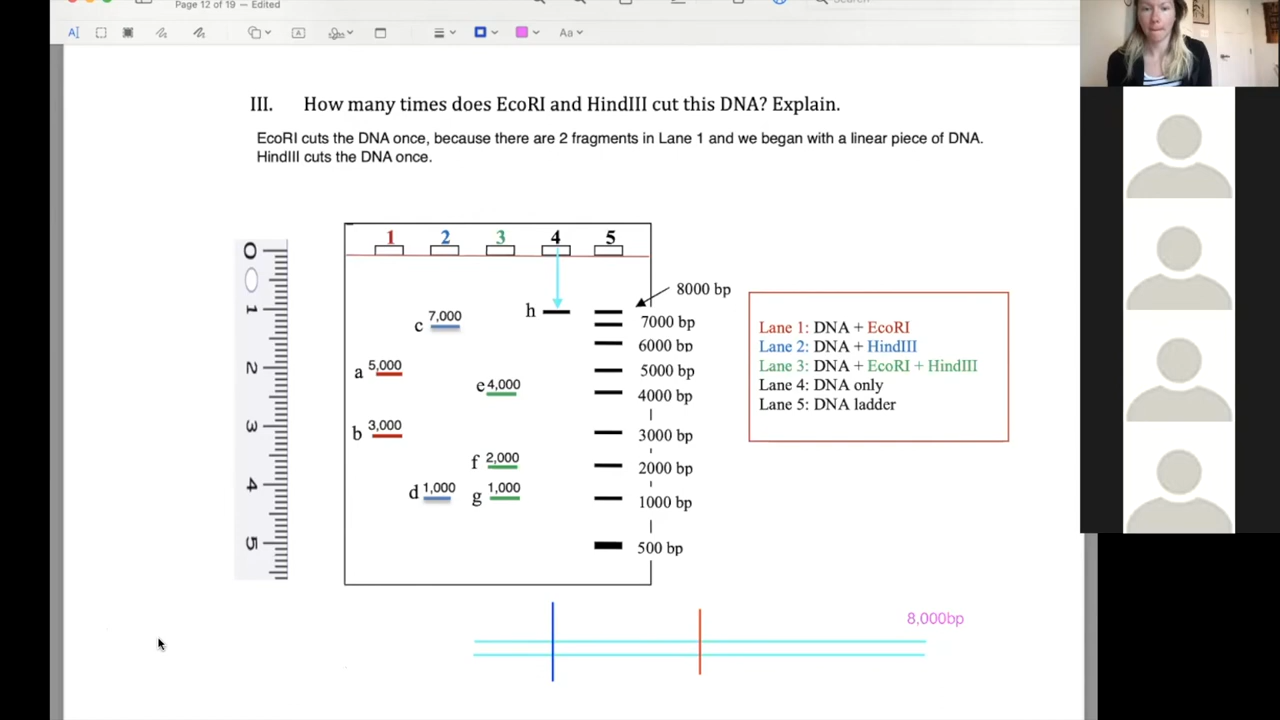 Page 12 of 19 — Edited
Search
Aa
III. How many times does EcoRI and HindIII cut this DNA? Explain.
EcoRI cuts the DNA once, because there are 2 fragments in Lane 1 and we began with a linear piece of DNA.
HindIII cuts the DNA once.
0
1
2
3
4
5
1 2 3 4 5
8000 bp
h
c 7,000
7000 bp
6000 bp
a 5,000
5000 bp
e 4,000
4000 bp
b 3,000
3000 bp
f 2,000
2000 bp
d 1,000
g 1,000
1000 bp
500 bp
Lane 1: DNA + EcoRI
Lane 2: DNA + HindIII
Lane 3: DNA + EcoRI + HindIII
Lane 4: DNA only
Lane 5: DNA ladder
8,000bp